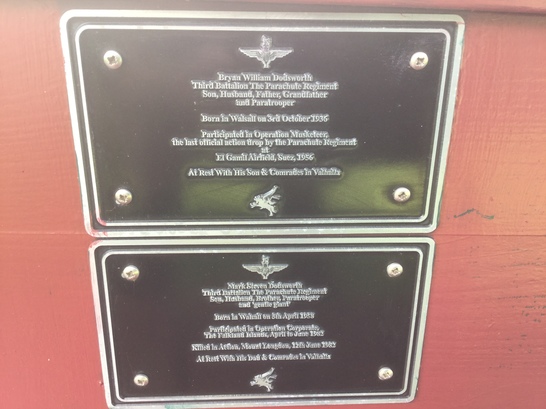 Bryan William Dodsworth
Third Battalion The Parachute Regiment
Son, Husband, Father, Grandfather
and Paratrooper
Born in Walsall on 3rd October 1936
Participated in Operation Musketeer,
the last official action drop by the Parachute Regiment
at
El Gamil Airfield, Suez, 1956
At Rest With His Son & Comrades in Valhalla
Mark Steven Dodsworth
Third Battalion The Parachute Regiment
Son, Husband, Brother, Paratrooper
and 'gentle giant'
Born in Walsall on 5th April
Participated in Operation Corporate,
The Falkland Islands, April to June 1982
Killed in Action, Mount Longdon, 12th June 1982
At Rest With His Dad & Comrades in Valhalla